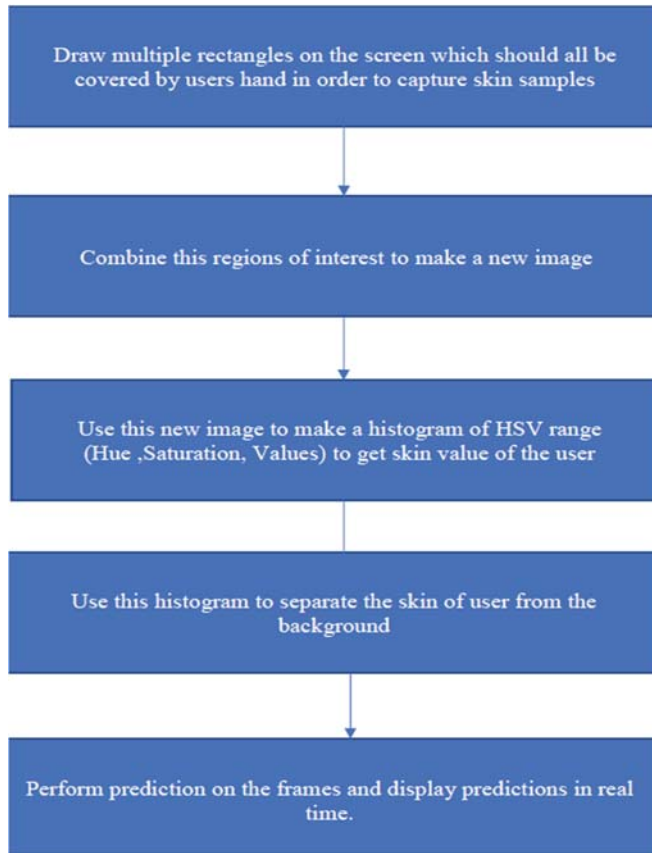 Draw multiple rectangles on the screen which should all be
covered by users hand in order to capture skin samples
Combine this regions of interest to make a new image
Use this new image to make a histogram of HSV range
(Hue ,Saturation, Values) to get skin value of the user
Use this histogram to separate the skin of user from the
background
Perform prediction on the frames and display predictions in real
time.